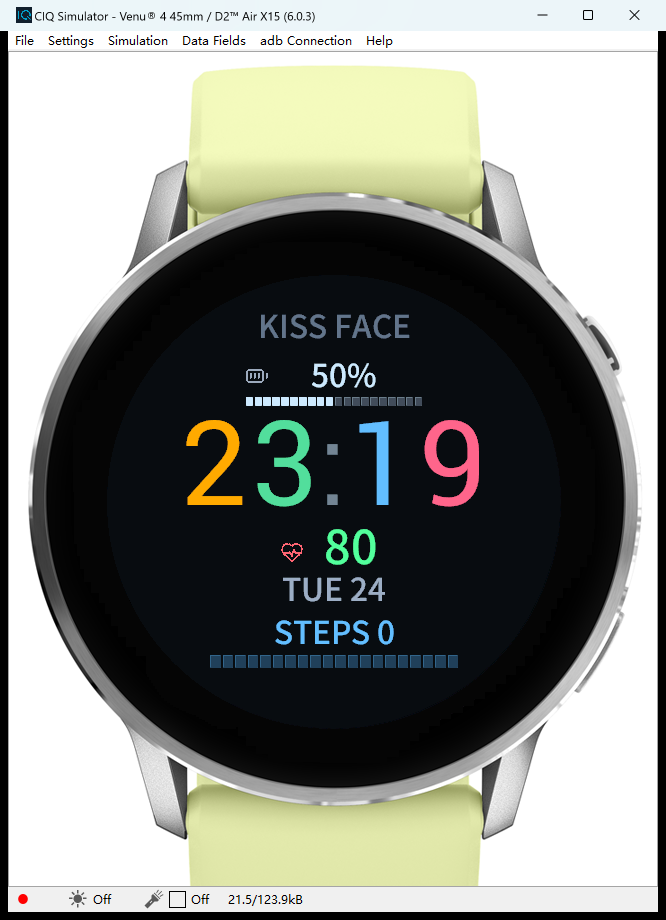 CIQ Simulator - Venu® 4 45mm / D2™ Air X15 (6.0.3)
File Settings Simulation Data Fields adb Connection Help
KISS FACE
50%
23:19
80
TUE 24
STEPS 0
Off Off 21.5/123.9kB